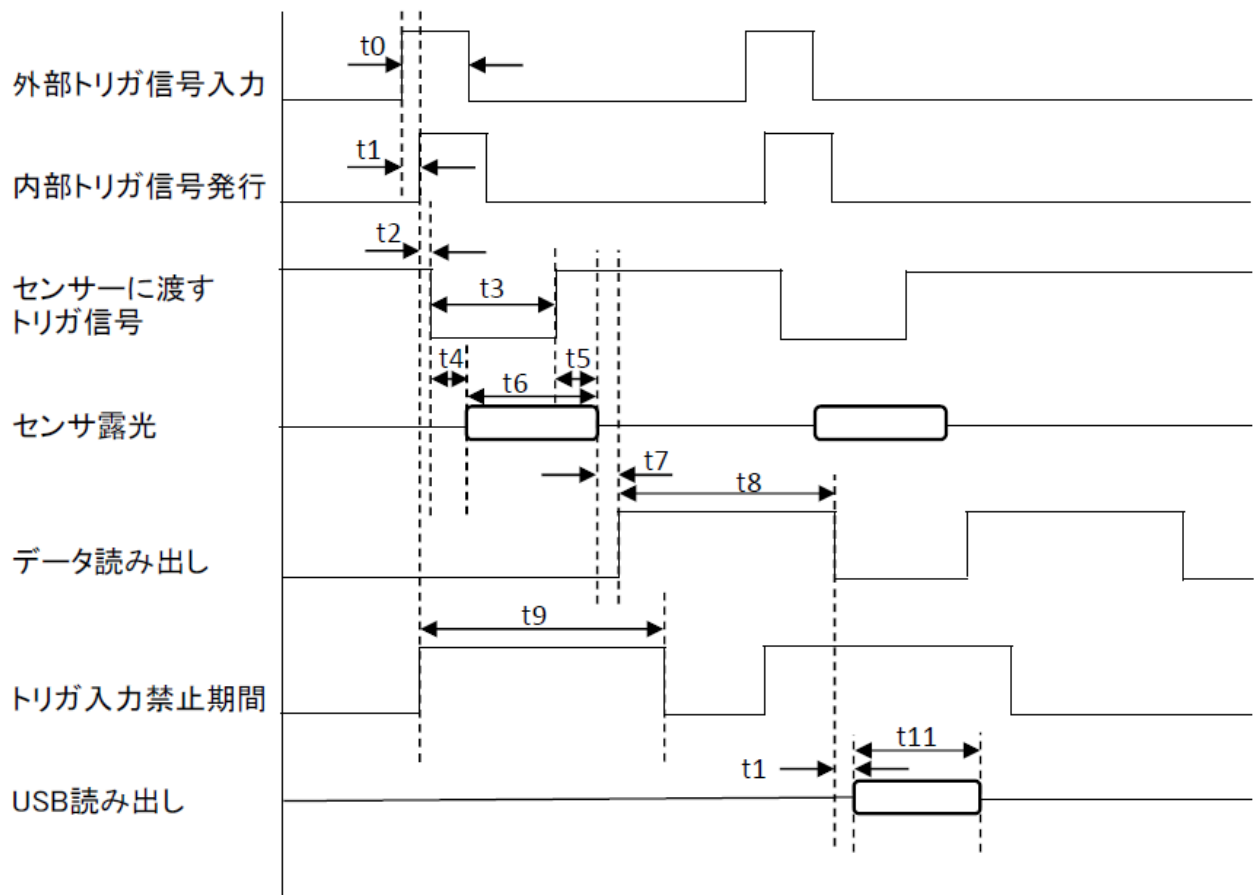 t0
外部トリガ信号入力
t1
内部トリガ信号発行
t2
センサーに渡す
トリガ信号
t3
t4
t5
t6
センサ露光
t7
t8
データ読み出し
t9
トリガ入力禁止期間
t11
t1
USB読み出し